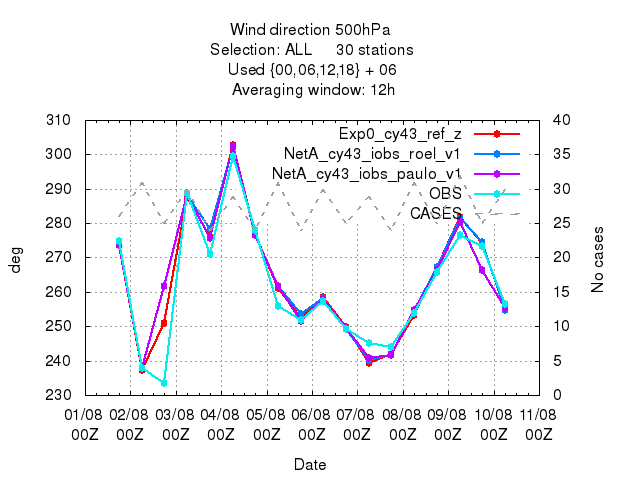 Wind direction 500hPa
Selection: ALL 30 stations
Used {00,06,12,18} + 06
Averaging window: 12h
310 40
Exp0_cy43_ref_z
NetA_cy43_iobs_roel_v1
300 35
NetA_cy43_iobs_paulo_v1
290 30
OBS
CASES
280 25
270 20
deg
No cases
260 15
250 10
240 5
230 0
01/08 02/08 03/08 04/08 05/08 06/08 07/08 08/08 09/08 10/08 11/08
00Z 00Z 00Z 00Z 00Z 00Z 00Z 00Z 00Z 00Z 00Z
Date